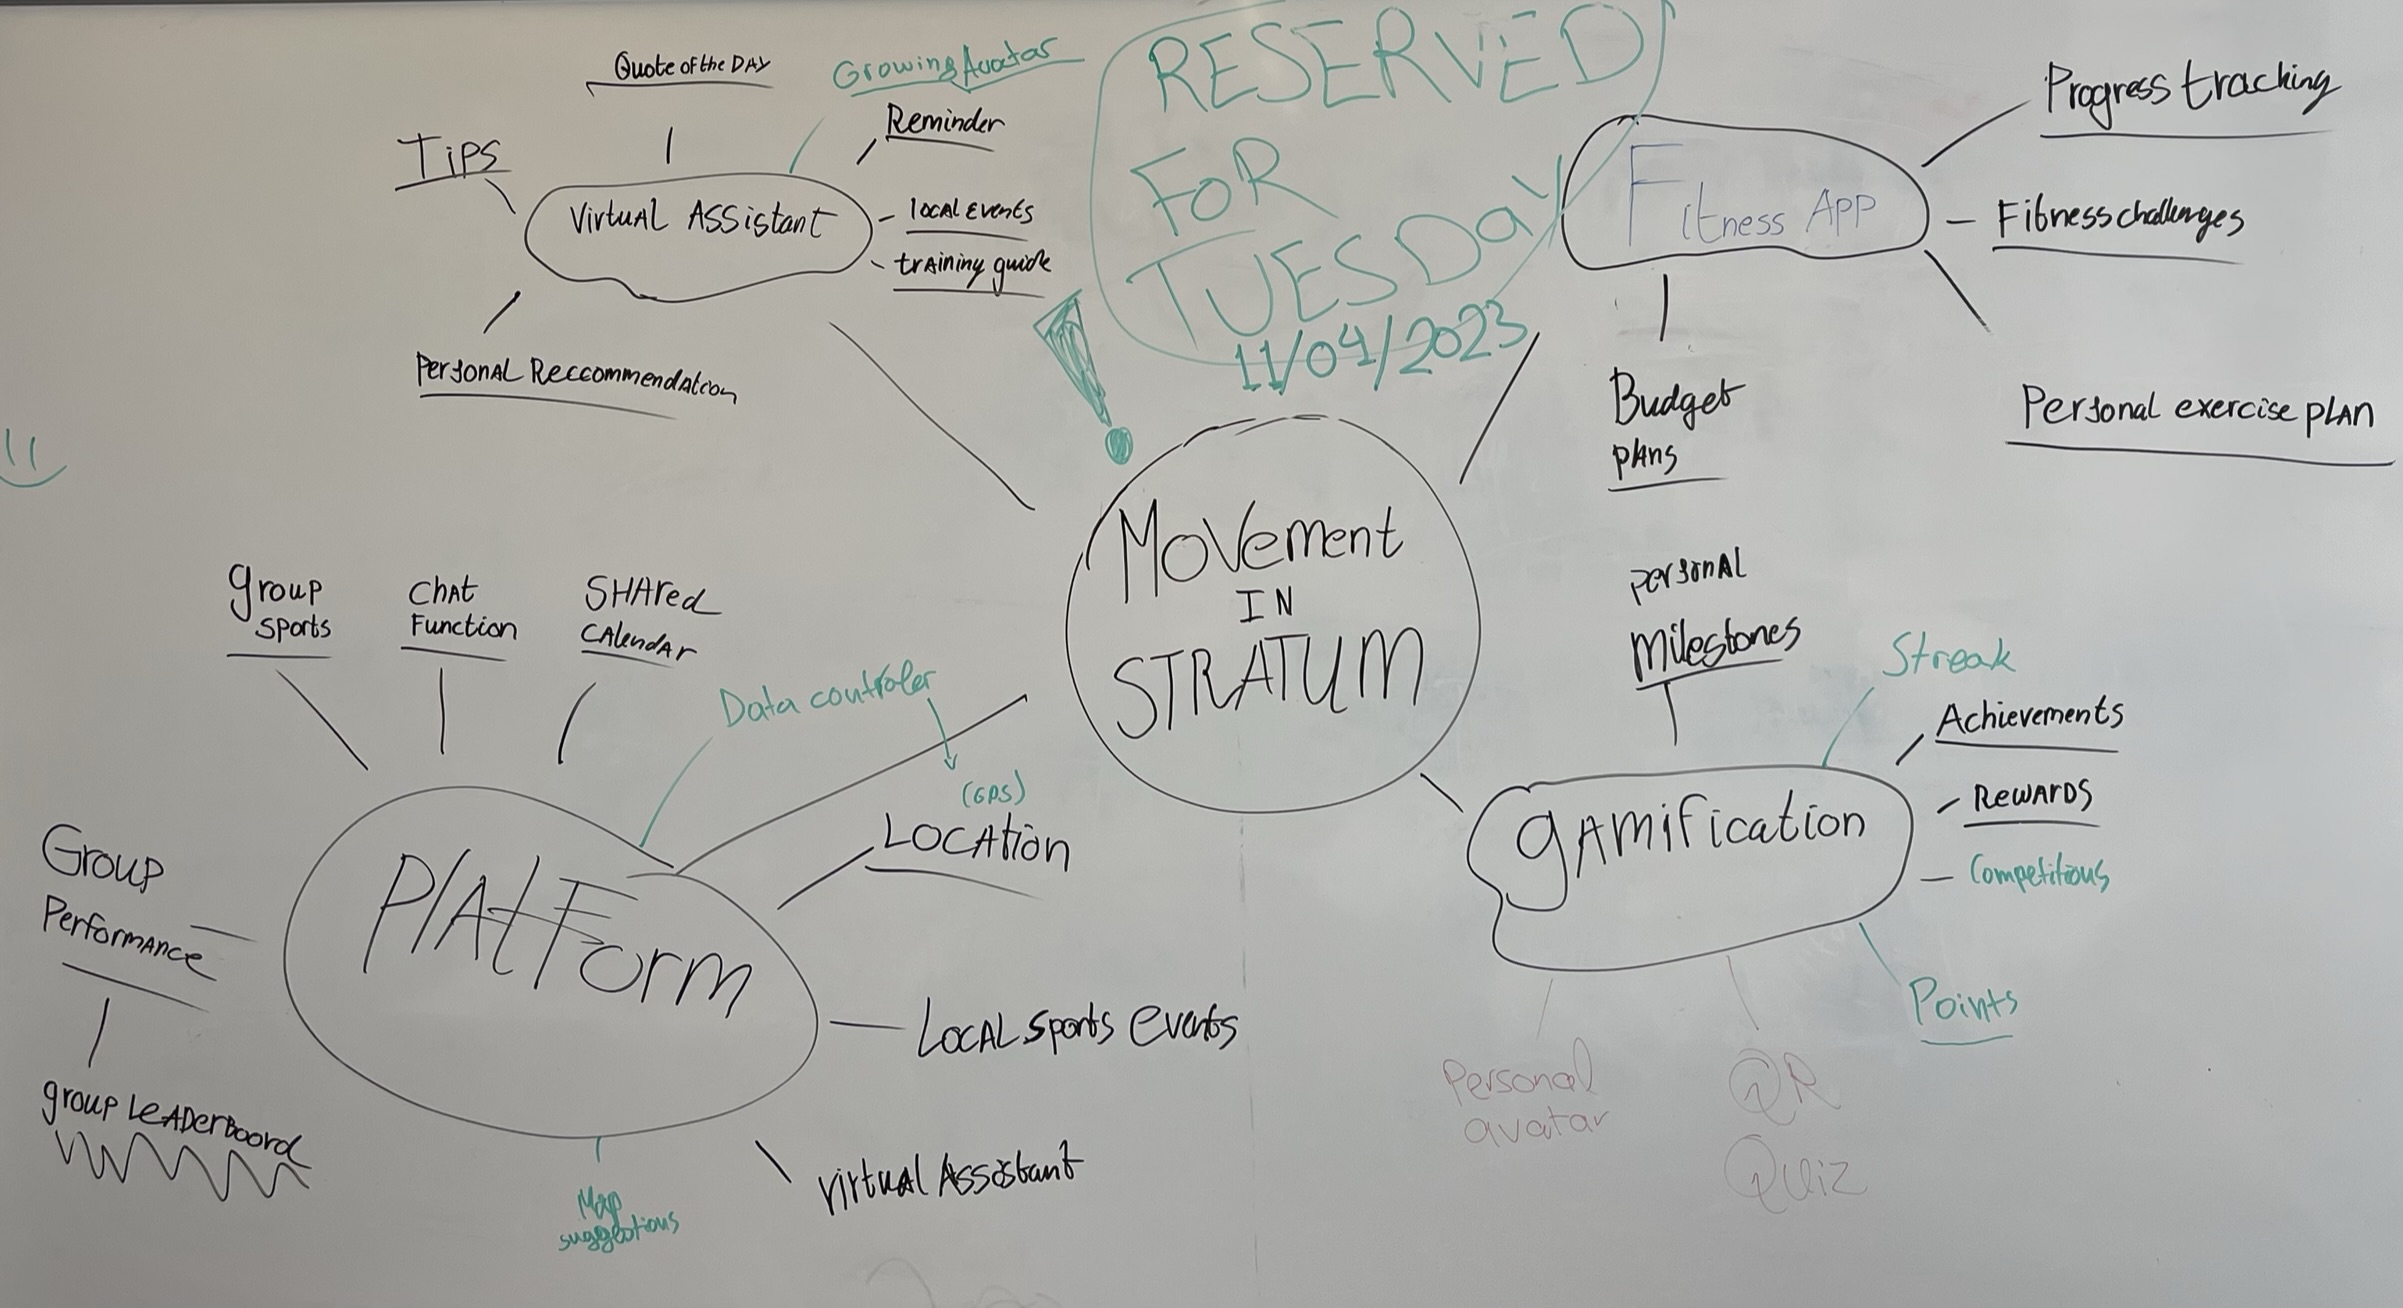 Quote of the DAY
Growing Avatar
Reminder
TiPS
Virtual Assistant
local Events
training guide
Personal Reccommendation
RESERVED
FOR
TUESDay
11/04/2023
!
Fitness App
Progress tracking
Fitness challenges
Personal exercise plan
Budget
plans
Movement
IN
STRATUM
group
sports
Chat
Function
SHAred
CAlendar
Data controler
(GPS)
LOCAtion
PlatForm
Group
Performance
group LeaDerboard
Local sports events
virtual Assistant
Map
suggestions
personal
milestones
Streak
Achievements
Rewards
Competitions
Points
gamification
Personal
avatar
QR
Quiz